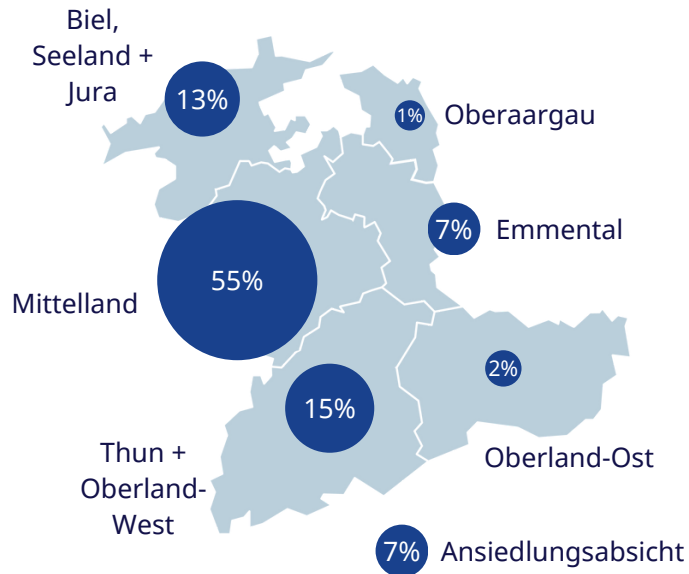 Biel,
Seeland +
Jura
13%
1%
Oberaargau
7%
Emmental
55%
Mittelland
2%
15%
Oberland-Ost
Thun +
Oberland-
West
7%
Ansiedlungsabsicht